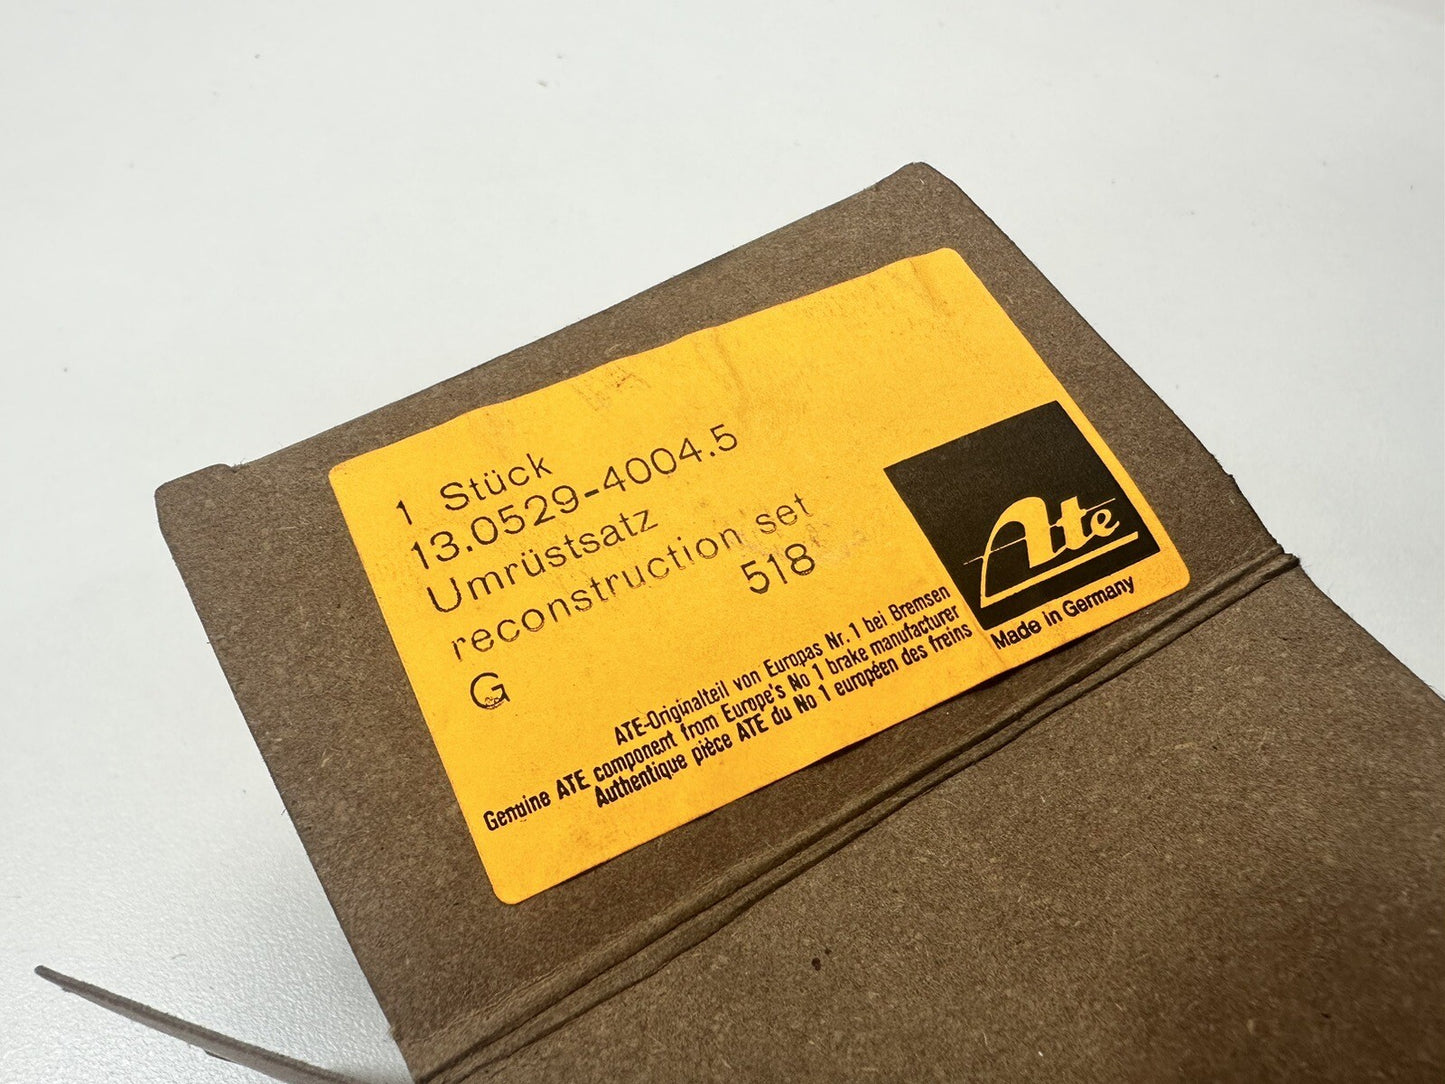 1 Stück
13.0529-4004.5
Umrüstsatz
reconstruction set
518
G
ATE-Originalteil von Europas Nr. 1 bei Bremsen
Genuine ATE component from Europe's No 1 brake manufacturer
Authentique pièce ATE du No 1 européen des freins
Ate
Made in Germany